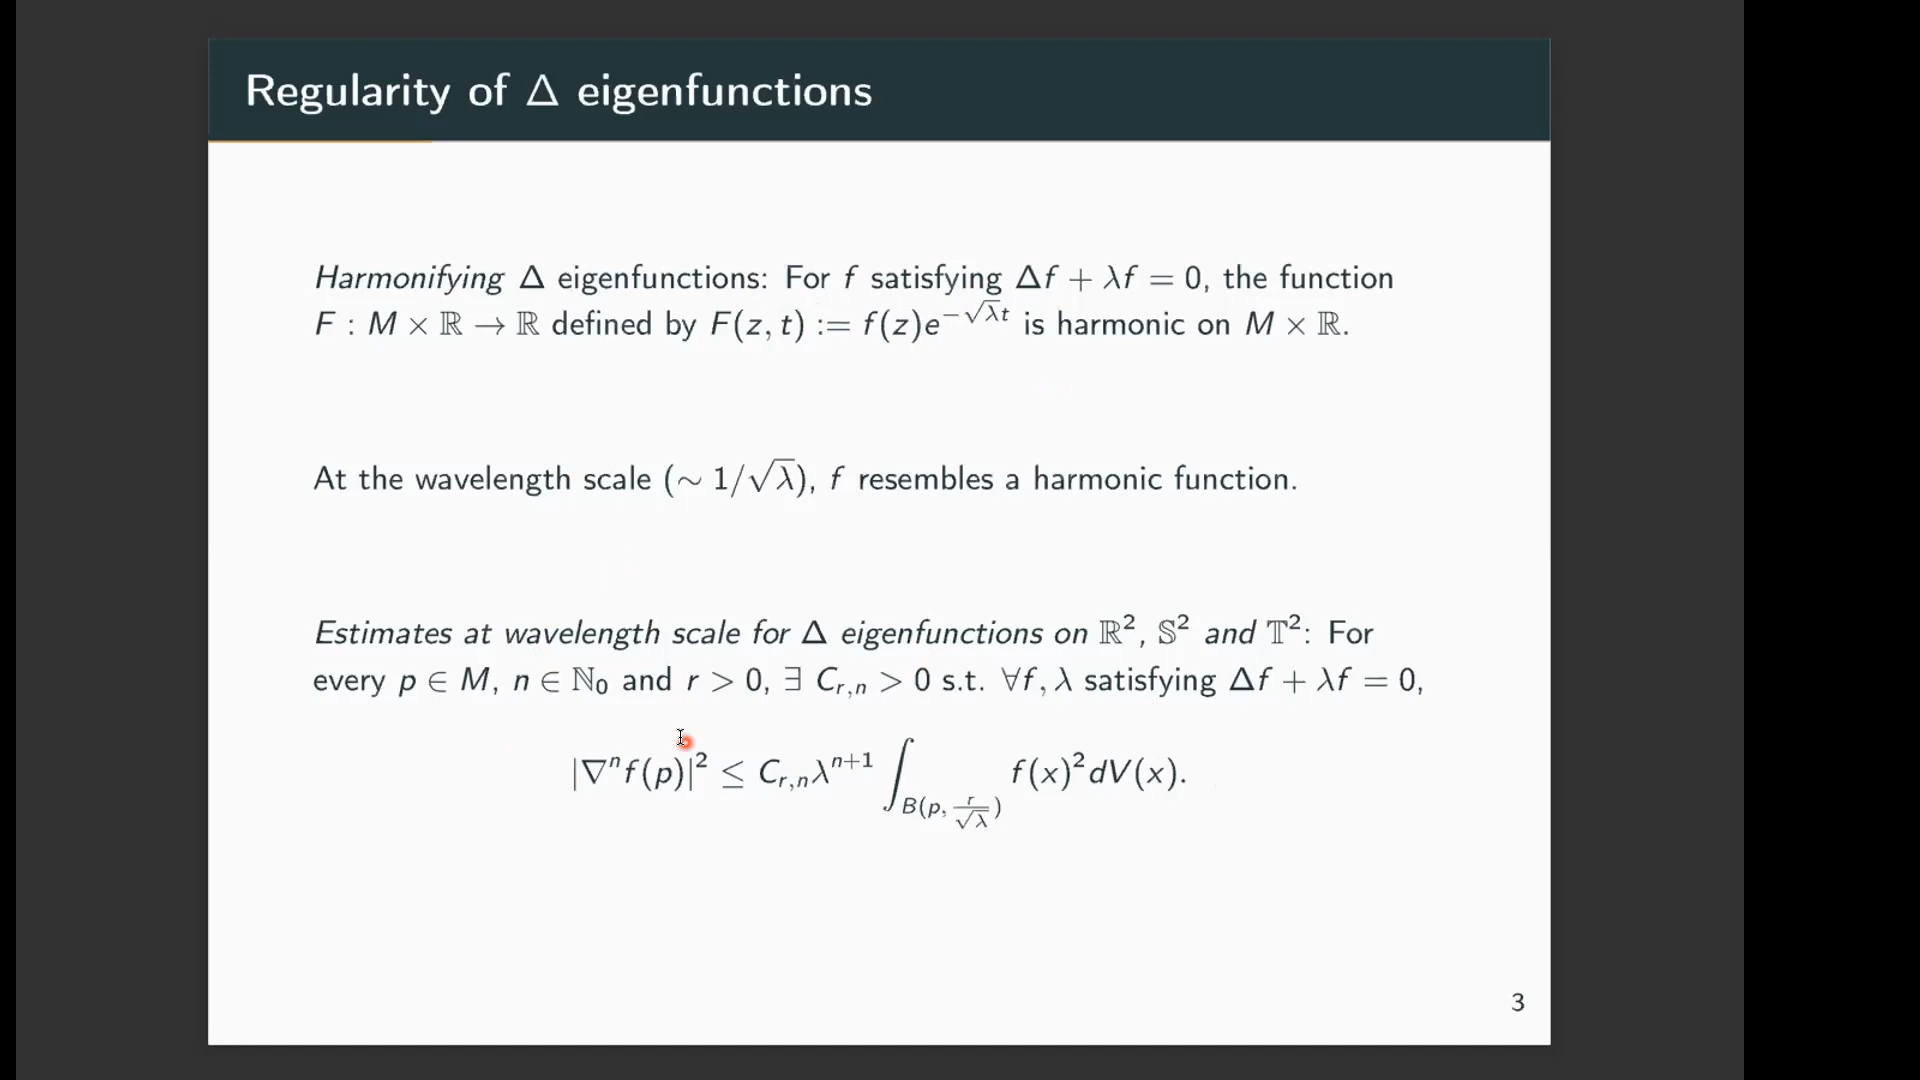 Regularity of Δ eigenfunctions
Harmonifying Δ eigenfunctions: For f satisfying Δf + λf = 0, the function
F : M × ℝ → ℝ defined by F(z, t) := f(z)e^{−√λt} is harmonic on M × ℝ.
At the wavelength scale (∼ 1/√λ), f resembles a harmonic function.
Estimates at wavelength scale for Δ eigenfunctions on ℝ², 𝕊² and 𝕋²: For
every p ∈ M, n ∈ ℕ₀ and r > 0, ∃ C_{r,n} > 0 s.t. ∀f, λ satisfying Δf + λf = 0,
|∇ⁿf(p)|² ≤ C_{r,n}λ^{n+1} ∫_{B(p, r/√λ)} f(x)²dV(x).
3